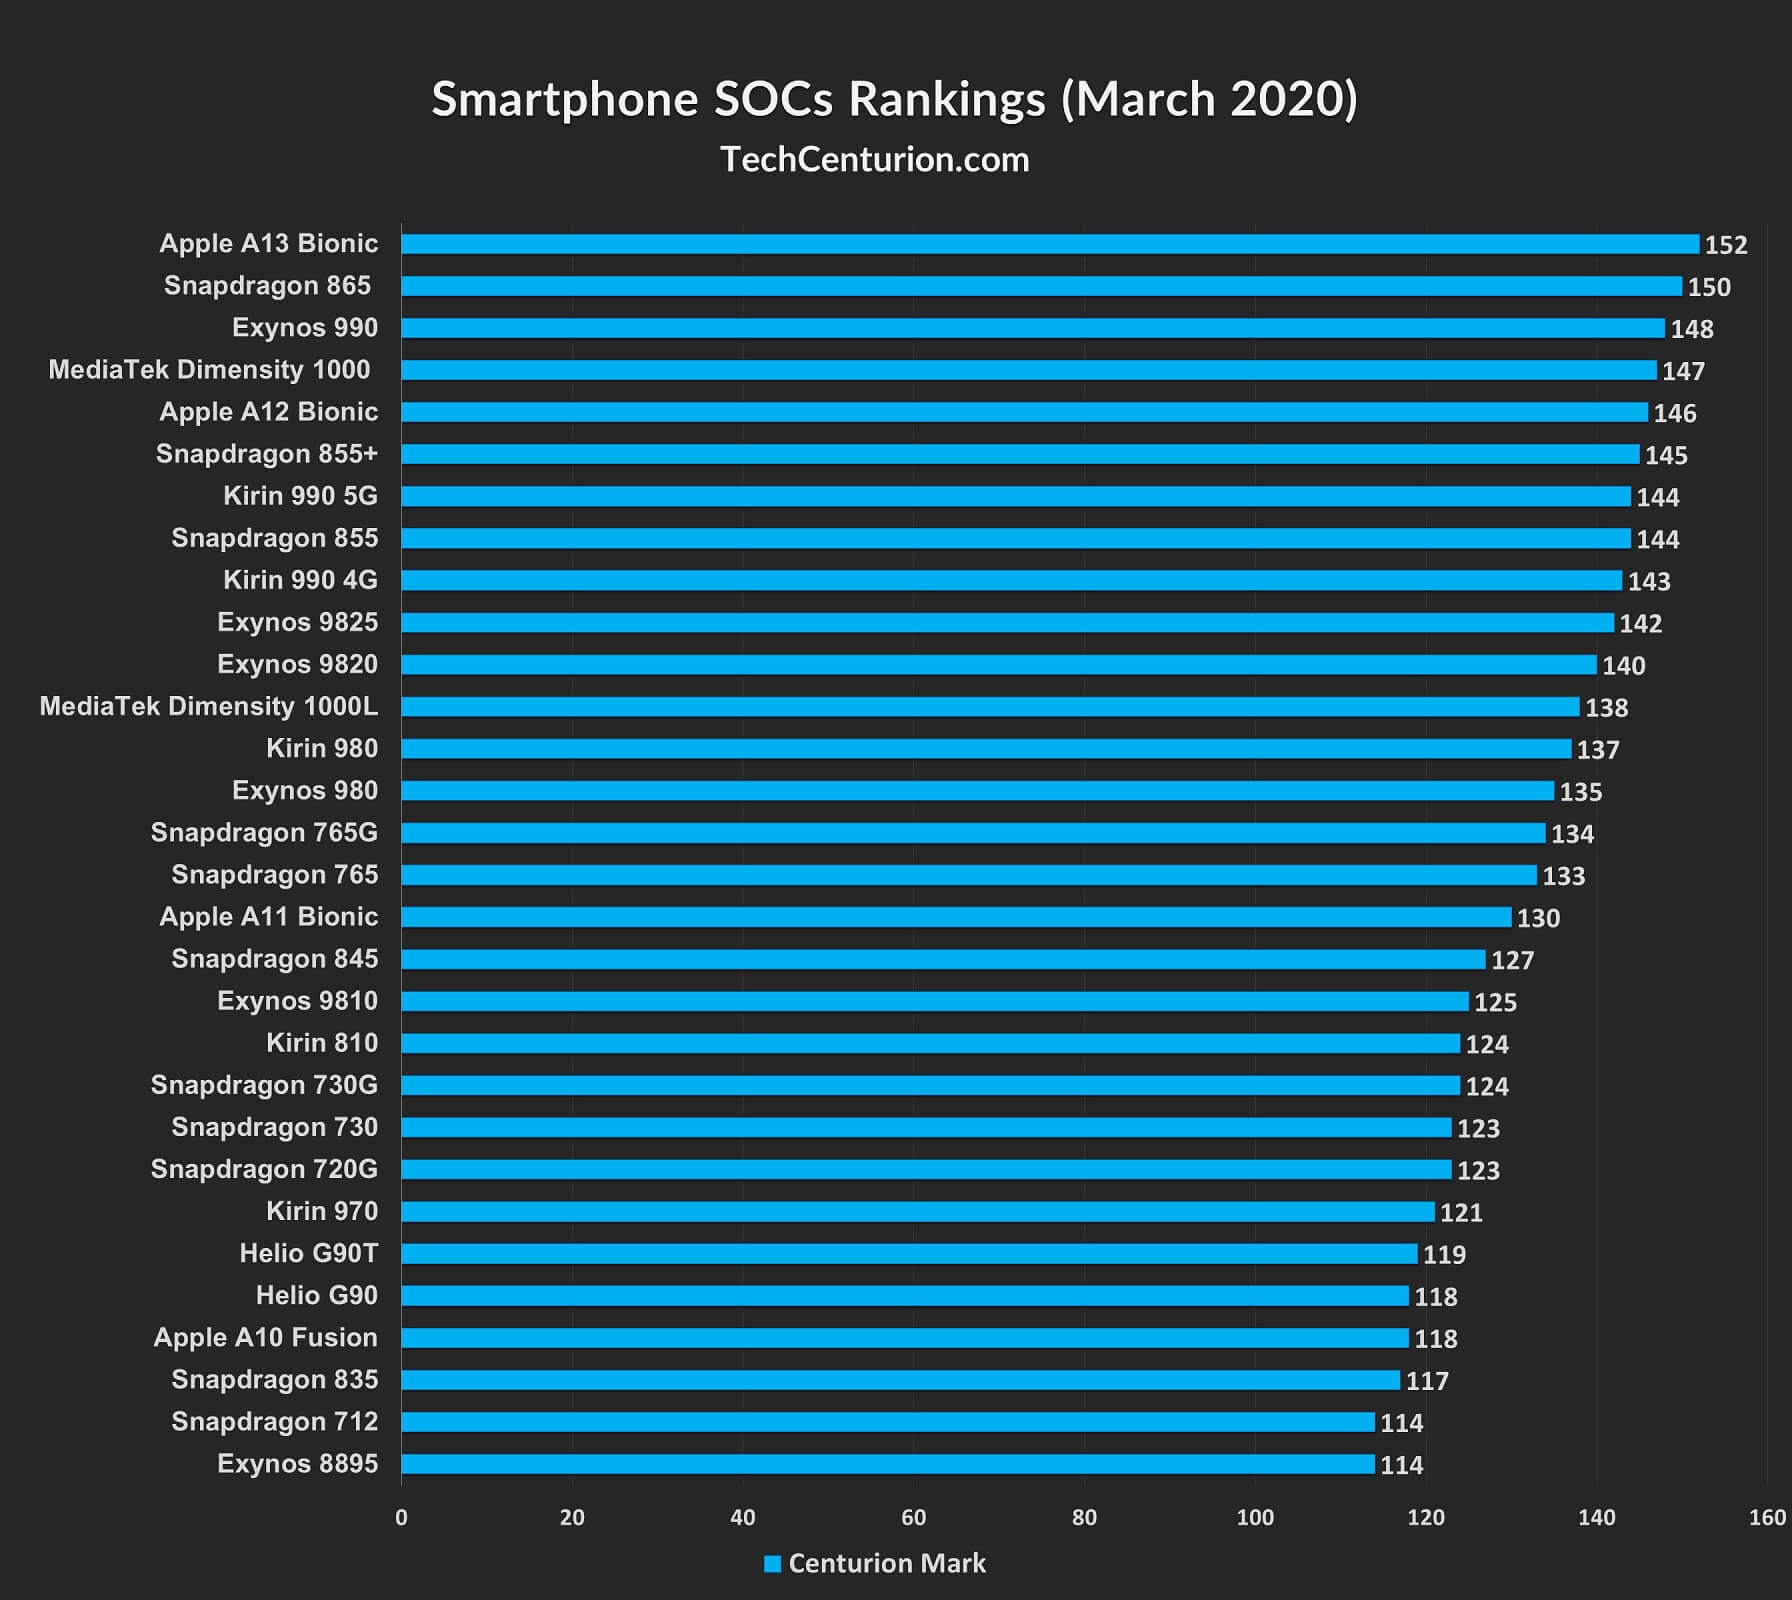 Smartphone SOCs Rankings (March 2020)
TechCenturion.com
Apple A13 Bionic 152
Snapdragon 865 150
Exynos 990 148
MediaTek Dimensity 1000 147
Apple A12 Bionic 146
Snapdragon 855+ 145
Kirin 990 5G 144
Snapdragon 855 144
Kirin 990 4G 143
Exynos 9825 142
Exynos 9820 140
MediaTek Dimensity 1000L 138
Kirin 980 137
Exynos 980 135
Snapdragon 765G 134
Snapdragon 765 133
Apple A11 Bionic 130
Snapdragon 845 127
Exynos 9810 125
Kirin 810 124
Snapdragon 730G 124
Snapdragon 730 123
Snapdragon 720G 123
Kirin 970 121
Helio G90T 119
Helio G90 118
Apple A10 Fusion 118
Snapdragon 835 117
Snapdragon 712 114
Exynos 8895 114
0 20 40 60 80 100 120 140 160
Centurion Mark